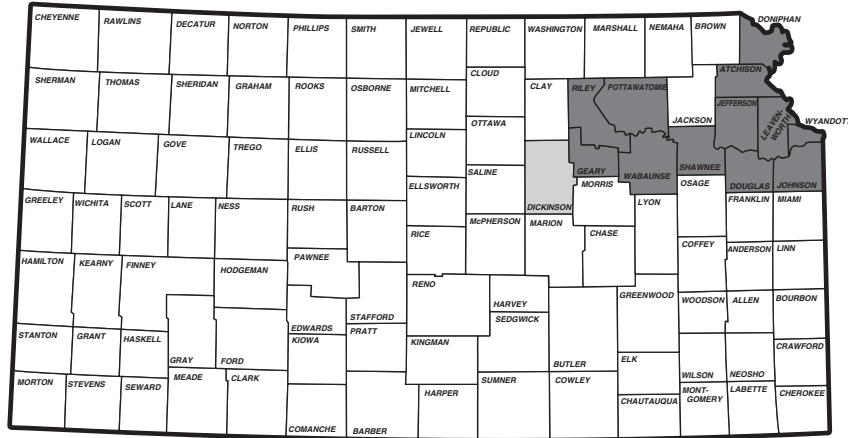 CHEYENNE
RAWLINS
DECATUR
NORTON
PHILLIPS
SMITH
JEWELL
REPUBLIC
WASHINGTON
MARSHALL
NEMAHA
BROWN
DONIPHAN
SHERMAN
THOMAS
SHERIDAN
GRAHAM
ROOKS
OSBORNE
MITCHELL
CLOUD
CLAY
RILEY
POTTAWATOMIE
JACKSON
ATCHISON
JEFFERSON
LEAVEN-
WORTH
WYANDOTT
OTTAWA
LINCOLN
WALLACE
LOGAN
GOVE
TREGO
ELLIS
RUSSELL
ELLSWORTH
SALINE
DICKINSON
GEARY
MORRIS
WABAUNSE
SHAWNEE
OSAGE
DOUGLAS
JOHNSON
GREELEY
WICHITA
SCOTT
LANE
NESS
RUSH
BARTON
RICE
McPHERSON
MARION
CHASE
LYON
FRANKLIN
MIAMI
HAMILTON
KEARNY
FINNEY
HODGEMAN
PAWNEE
STAFFORD
RENO
HARVEY
SEDGWICK
GREENWOOD
COFFEY
ANDERSON
LINN
WOODSON
ALLEN
BOURBON
STANTON
GRANT
HASKELL
GRAY
FORD
EDWARDS
KIOWA
PRATT
KINGMAN
BUTLER
ELK
WILSON
NEOSHO
CRAWFORD
MORTON
STEVENS
SEWARD
MEADE
CLARK
COMANCHE
BARBER
HARPER
SUMNER
COWLEY
CHAUTAUQUA
MONT-
GOMERY
LABETTE
CHEROKEE